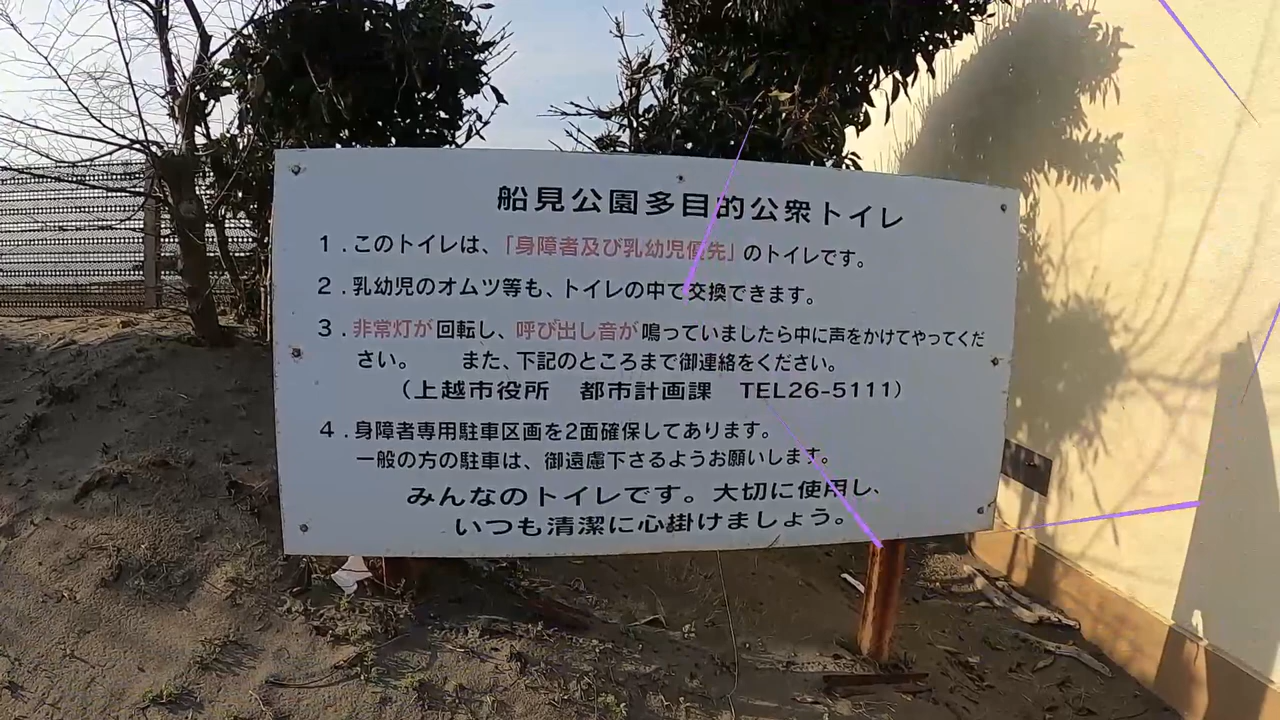 船見公園多目的公衆トイレ
1.このトイレは、「身障者及び乳幼児優先」のトイレです。
2.乳幼児のオムツ等も、トイレの中で交換できます。
3.非常灯が回転し、呼び出し音が鳴っていましたら中に声をかけてやってくだ
さい。 また、下記のところまで御連絡をください。
(上越市役所 都市計画課 TEL26-5111)
4.身障者専用駐車区画を2面確保してあります。
一般の方の駐車は、御遠慮下さるようお願いします。
みんなのトイレです。大切に使用し、
いつも清潔に心掛けましょう。